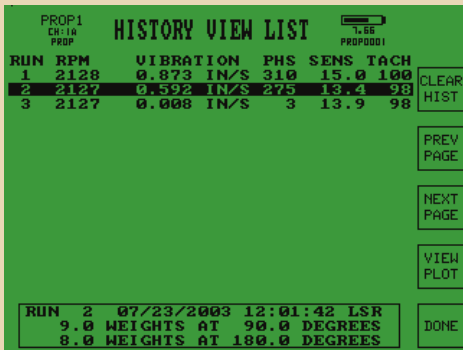 PROP1
CH:1A
PROP
HISTORY VIEW LIST
7.66
PROP0001
RUN RPM VIBRATION PHS SENS TACH
1 2128 0.873 IN/S 310 15.0 100
2 2127 0.592 IN/S 275 13.4 98
3 2127 0.008 IN/S 3 13.9 98
CLEAR
HIST
PREV
PAGE
NEXT
PAGE
VIEW
PLOT
DONE
RUN 2 07/23/2003 12:01:42 LSR
9.0 WEIGHTS AT 90.0 DEGREES
8.0 WEIGHTS AT 180.0 DEGREES